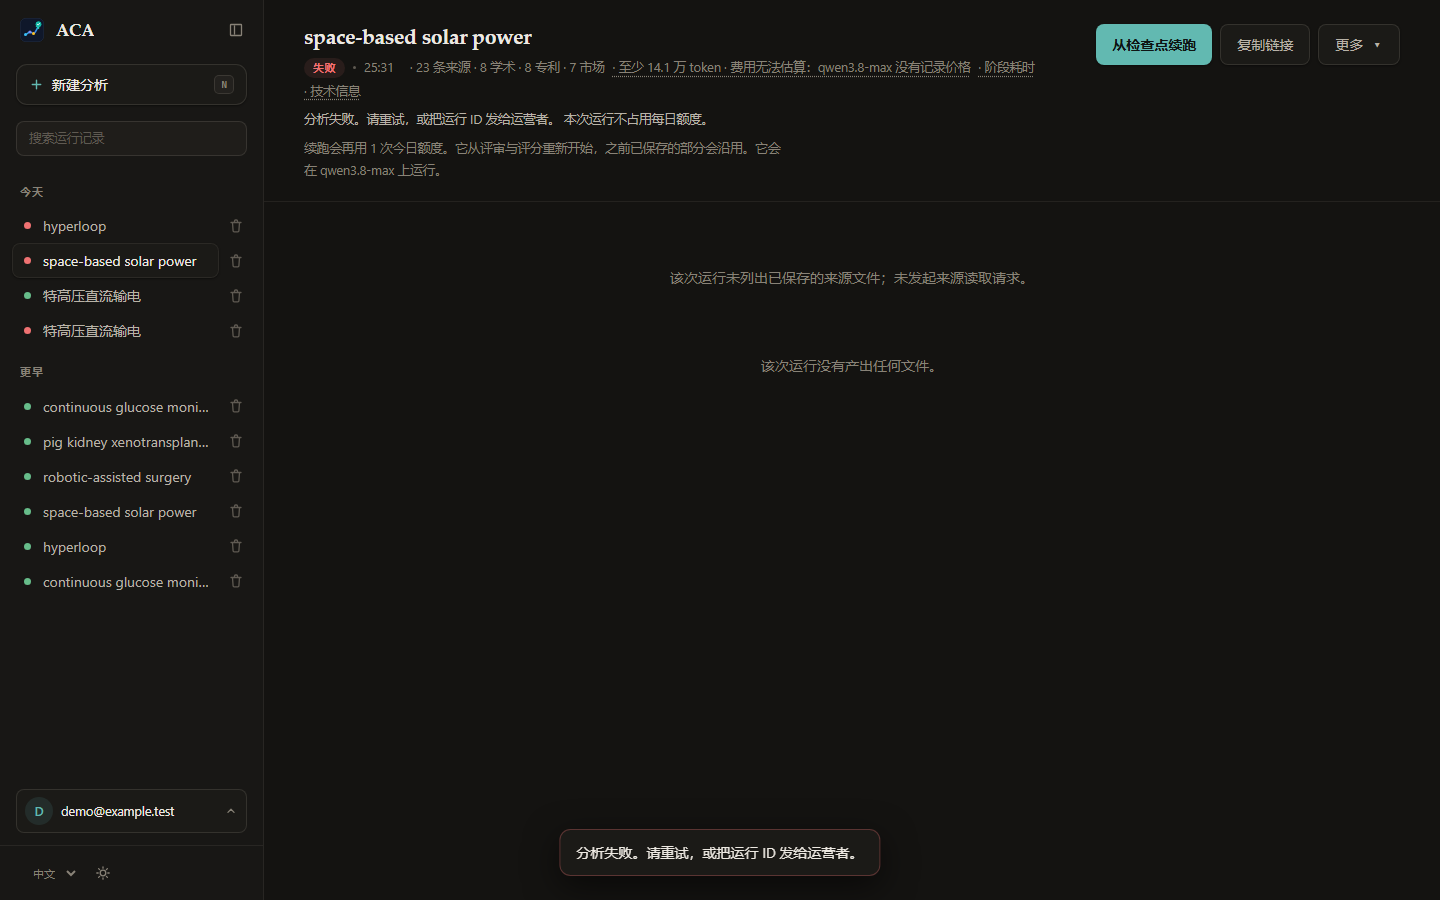 ACA
新建分析
N
搜索运行记录
今天
hyperloop
space-based solar power
特高压直流输电
特高压直流输电
更早
continuous glucose moni...
pig kidney xenotransplan...
robotic-assisted surgery
space-based solar power
hyperloop
continuous glucose moni...
D
demo@example.test
中文
space-based solar power
从检查点续跑
复制链接
更多
失败 · 25:31 · 23 条来源 · 8 学术 · 8 专利 · 7 市场 · 至少 14.1 万 token · 费用无法估算：qwen3.8-max 没有记录价格 · 阶段耗时
· 技术信息
分析失败。请重试，或把运行 ID 发给运营者。 本次运行不占用每日额度。
续跑会再用 1 次今日额度。它从评审与评分重新开始，之前已保存的部分会沿用。它会
在 qwen3.8-max 上运行。
该次运行未列出已保存的来源文件；未发起来源读取请求。
该次运行没有产出任何文件。
分析失败。请重试，或把运行 ID 发给运营者。